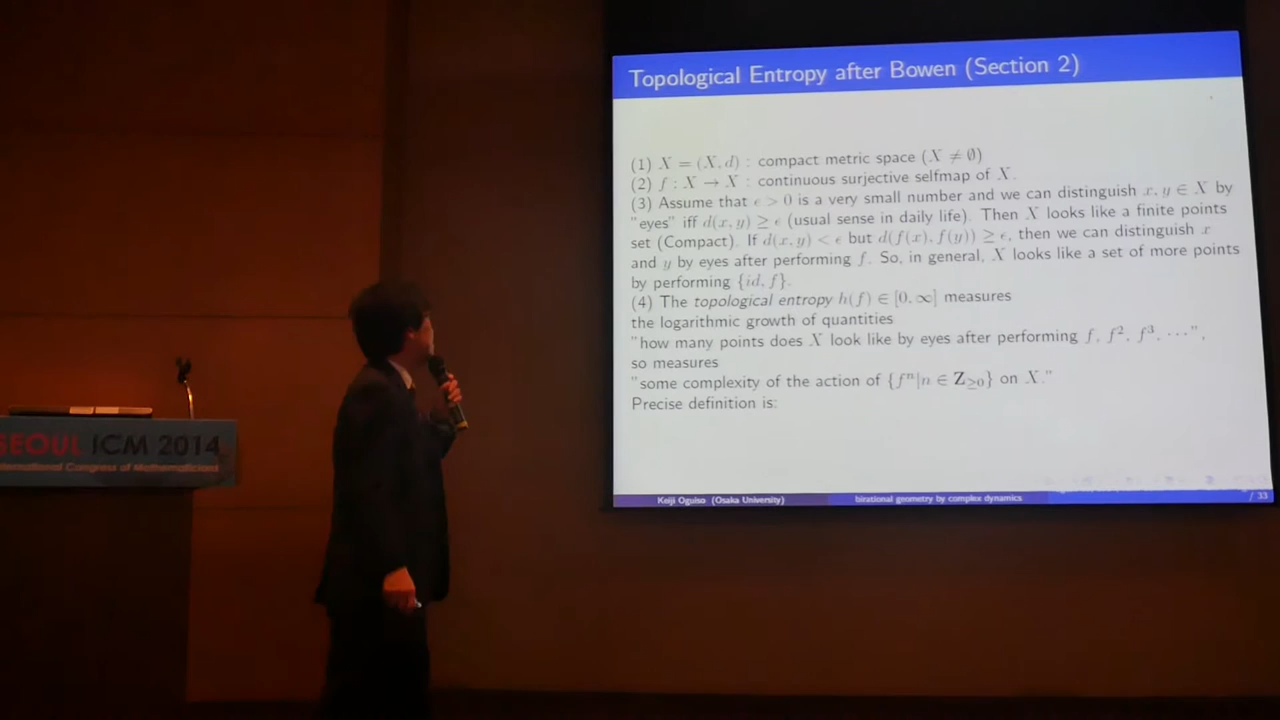 Topological Entropy after Bowen (Section 2)
(1) X = (X, d) : compact metric space (X ≠ ∅)
(2) f : X → X : continuous surjective selfmap of X.
(3) Assume that ϵ > 0 is a very small number and we can distinguish x, y ∈ X by
"eyes" iff d(x, y) ≥ ϵ (usual sense in daily life). Then X looks like a finite points
set (Compact). If d(x, y) < ϵ but d(f(x), f(y)) ≥ ϵ, then we can distinguish x
and y by eyes after performing f. So, in general, X looks like a set of more points
by performing {id, f}.
(4) The topological entropy h(f) ∈ [0, ∞] measures
the logarithmic growth of quantities
"how many points does X look like by eyes after performing f, f², f³, ⋯",
so measures
"some complexity of the action of {fⁿ|n ∈ Z≥0} on X."
Precise definition is:
Keiji Oguiso (Osaka University)
birational geometry by complex dynamics
/ 33
SEOUL ICM 2014
International Congress of Mathematicians